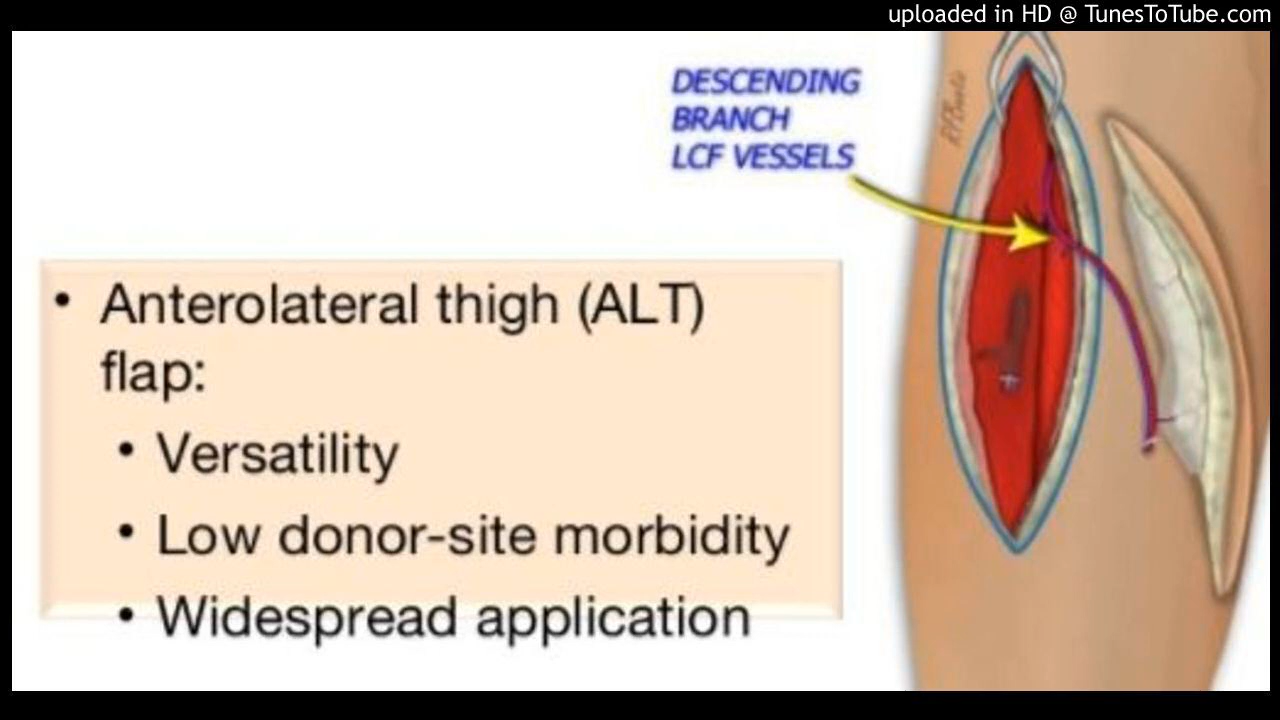 uploaded in HD @ TunesToTube.com
DESCENDING
BRANCH
LCF VESSELS
• Anterolateral thigh (ALT)
flap:
• Versatility
• Low donor-site morbidity
• Widespread application